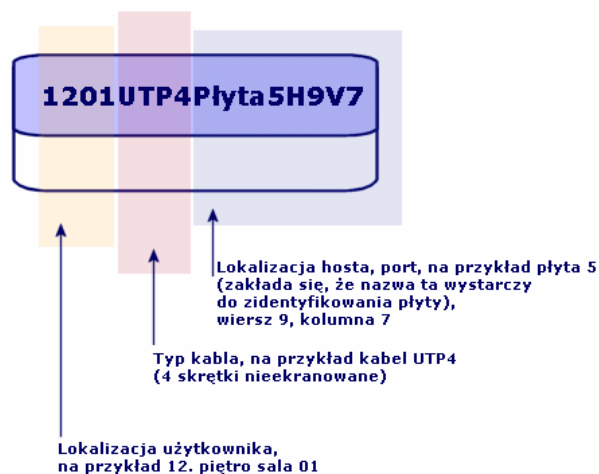 1201UTP4Płyta5H9V7
Lokalizacja hosta, port, na przykład płyta 5
(zakłada się, że nazwa ta wystarczy
do zidentyfikowania płyty),
wiersz 9, kolumna 7
Typ kabla, na przykład kabel UTP4
(4 skrętki nieekranowane)
Lokalizacja użytkownika,
na przykład 12. piętro sala 01